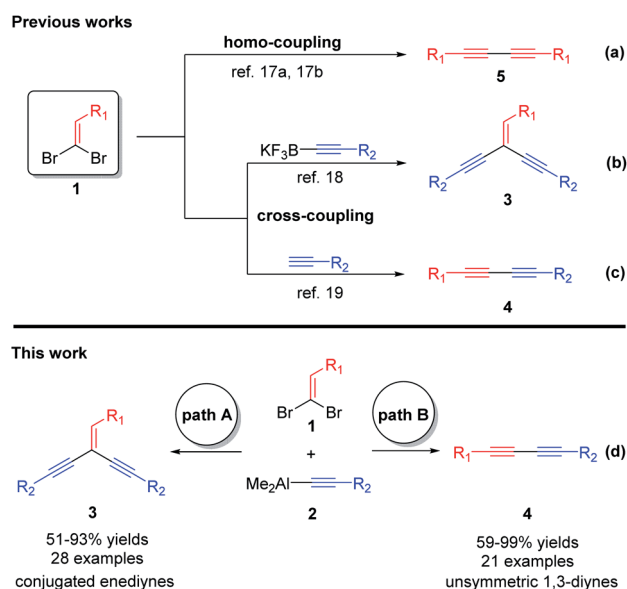 Previous works
homo-coupling
ref. 17a, 17b
R1
R1
5
(a)
R1
Br
Br
1
KF3B
R2
ref. 18
R1
R2
R2
3
(b)
cross-coupling
R2
ref. 19
R1
R2
4
(c)
This work
R1
R2
R2
3
51-93% yields
28 examples
conjugated enediynes
path A
R1
Br
Br
1
+
Me2Al
R2
2
path B
R1
R2
(d)
4
59-99% yields
21 examples
unsymmetric 1,3-diynes